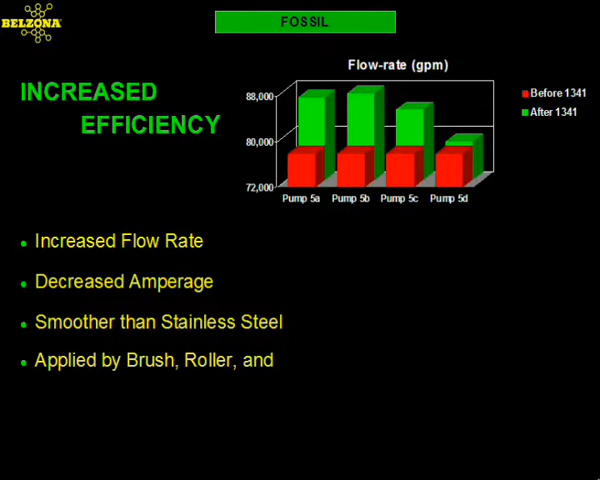 BELZONA
FOSSIL
INCREASED
EFFICIENCY
Flow-rate (gpm)
88,000
80,000
72,000
Pump 5a Pump 5b Pump 5c Pump 5d
Before 1341
After 1341
• Increased Flow Rate
• Decreased Amperage
• Smoother than Stainless Steel
• Applied by Brush, Roller, and